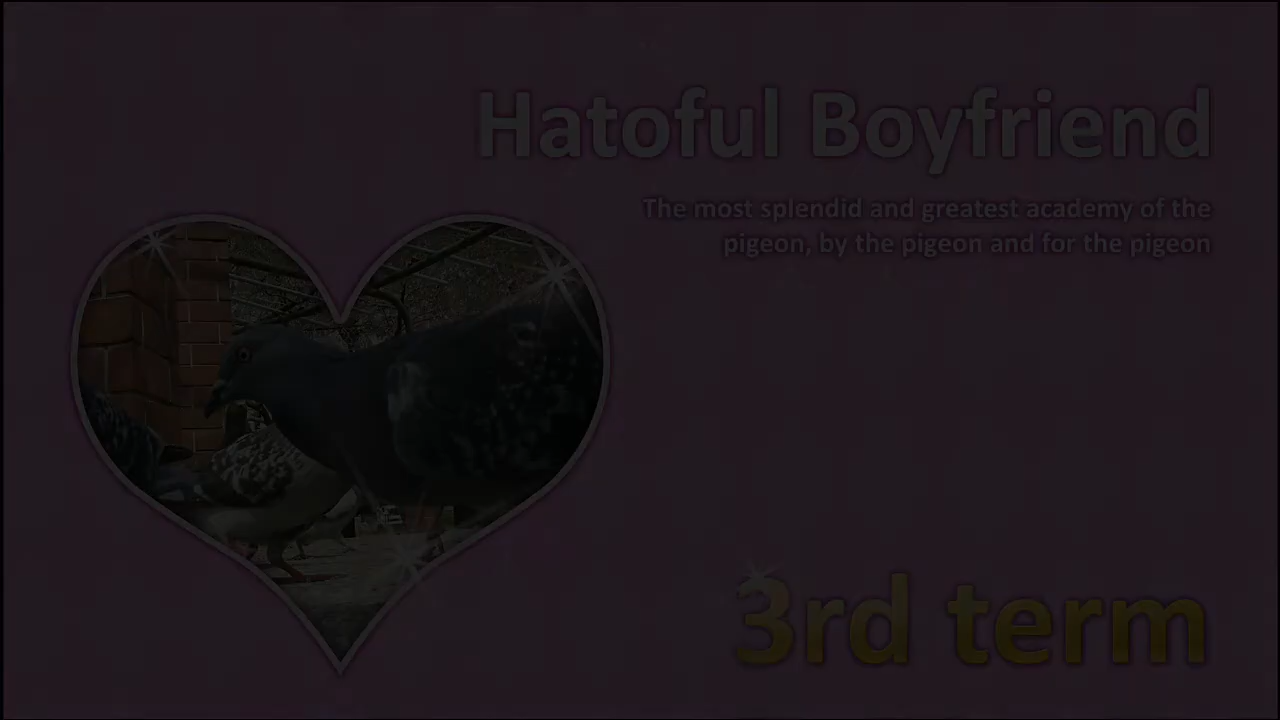 Hatoful Boyfriend
The most splendid and greatest academy of the
pigeon, by the pigeon and for the pigeon
3rd term